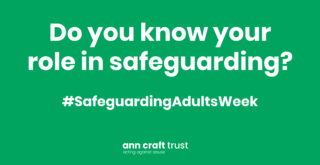 Do you know your
role in safeguarding?
#SafeguardingAdultsWeek
ann craft trust
acting against abuse